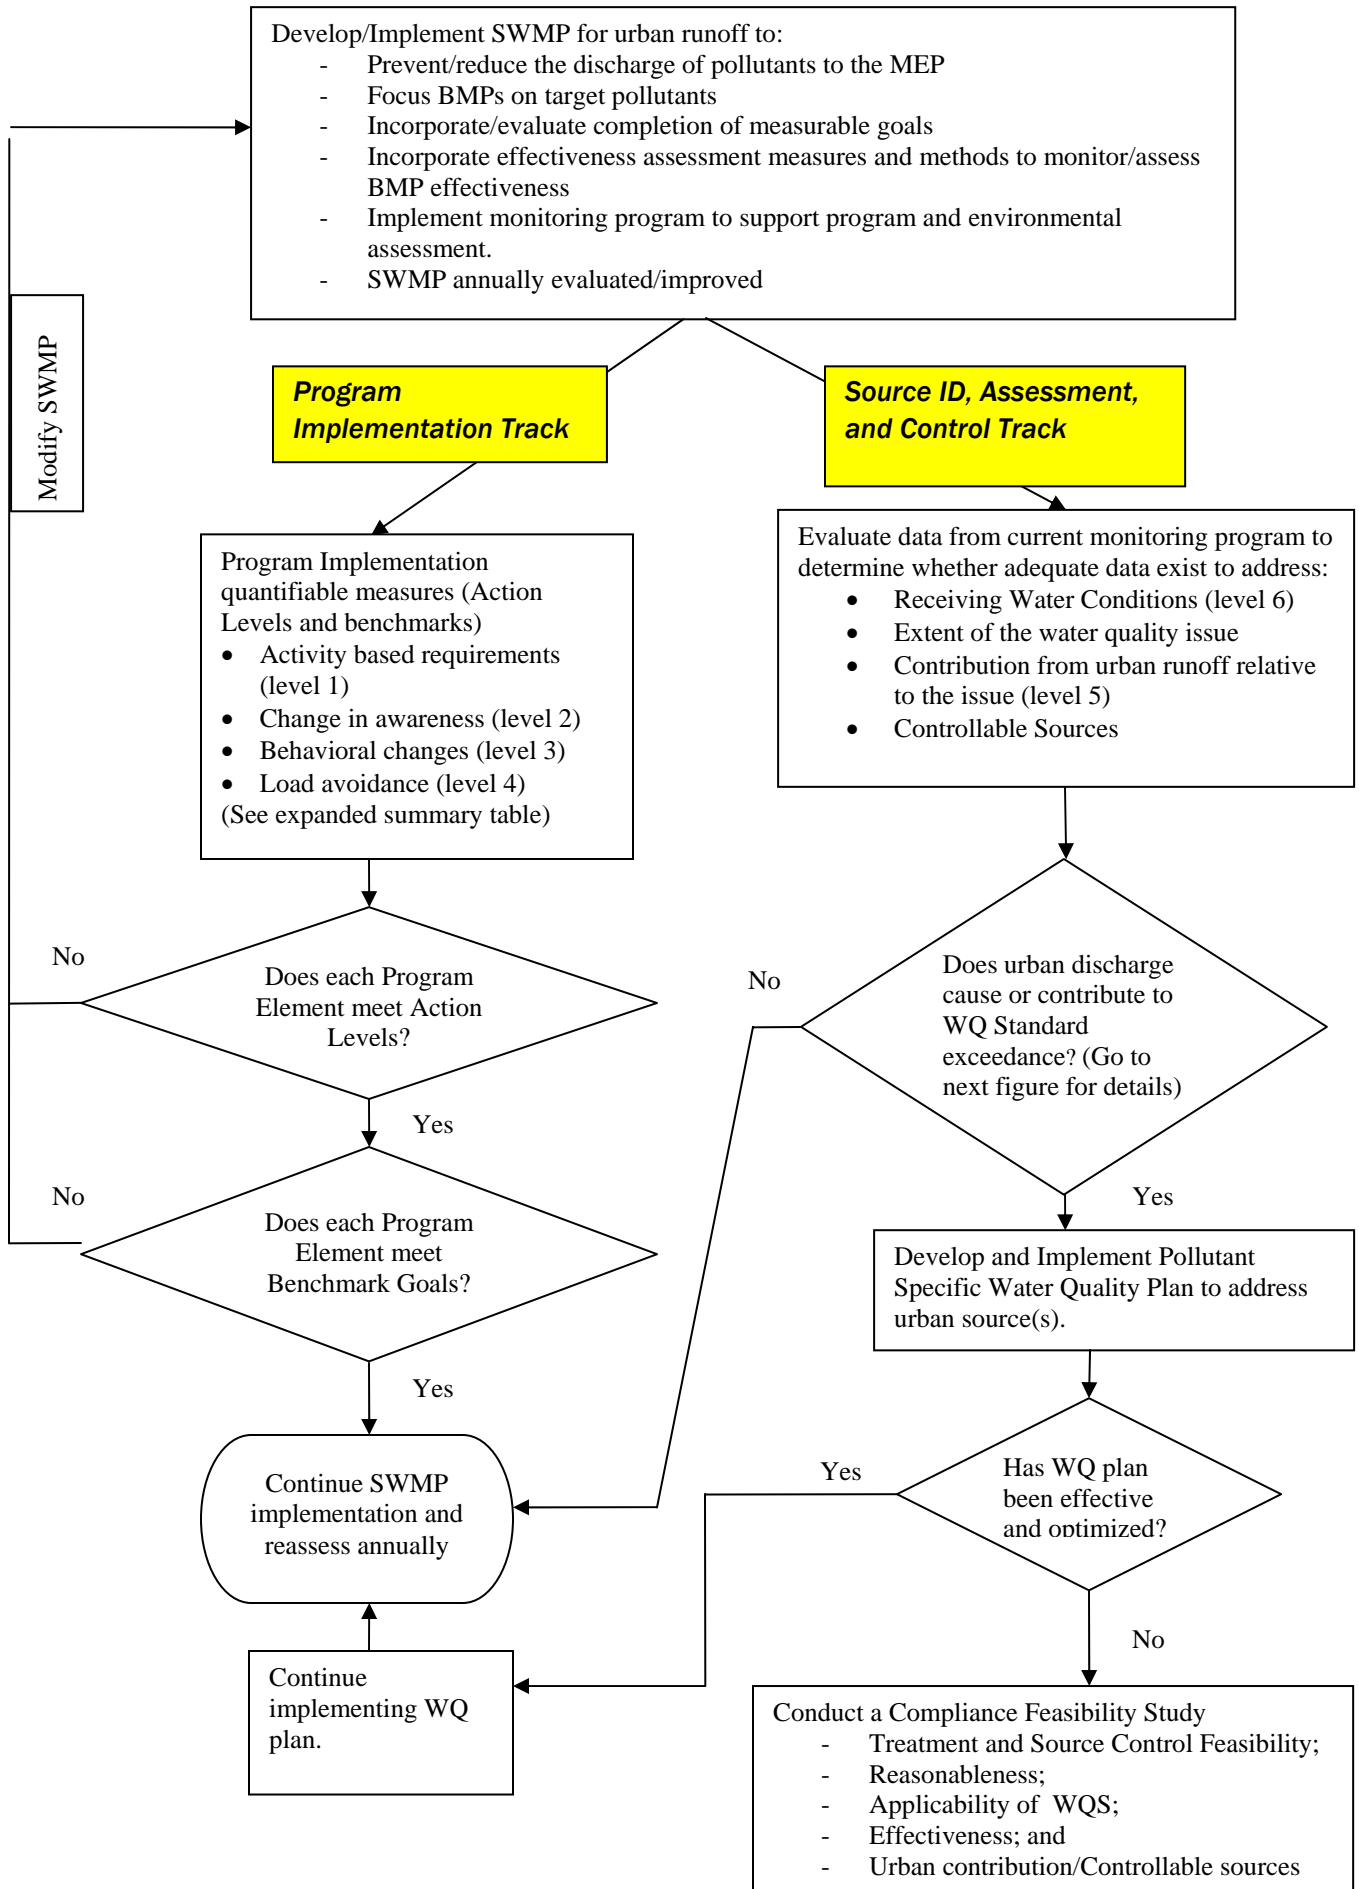 Develop/Implement SWMP for urban runoff to:
- Prevent/reduce the discharge of pollutants to the MEP
- Focus BMPs on target pollutants
- Incorporate/evaluate completion of measurable goals
- Incorporate effectiveness assessment measures and methods to monitor/assess
BMP effectiveness
- Implement monitoring program to support program and environmental
assessment.
- SWMP annually evaluated/improved
Modify SWMP
Program
Implementation Track
Source ID, Assessment,
and Control Track
Program Implementation
quantifiable measures (Action
Levels and benchmarks)
• Activity based requirements
(level 1)
• Change in awareness (level 2)
• Behavioral changes (level 3)
• Load avoidance (level 4)
(See expanded summary table)
Evaluate data from current monitoring program to
determine whether adequate data exist to address:
• Receiving Water Conditions (level 6)
• Extent of the water quality issue
• Contribution from urban runoff relative
to the issue (level 5)
• Controllable Sources
No
Does each Program
Element meet Action
Levels?
Yes
No
Does urban discharge
cause or contribute to
WQ Standard
exceedance? (Go to
next figure for details)
Yes
No
Does each Program
Element meet
Benchmark Goals?
Yes
Develop and Implement Pollutant
Specific Water Quality Plan to address
urban source(s).
Continue SWMP
implementation and
reassess annually
Yes
Has WQ plan
been effective
and optimized?
No
Continue
implementing WQ
plan.
Conduct a Compliance Feasibility Study
- Treatment and Source Control Feasibility;
- Reasonableness;
- Applicability of WQS;
- Effectiveness; and
- Urban contribution/Controllable sources